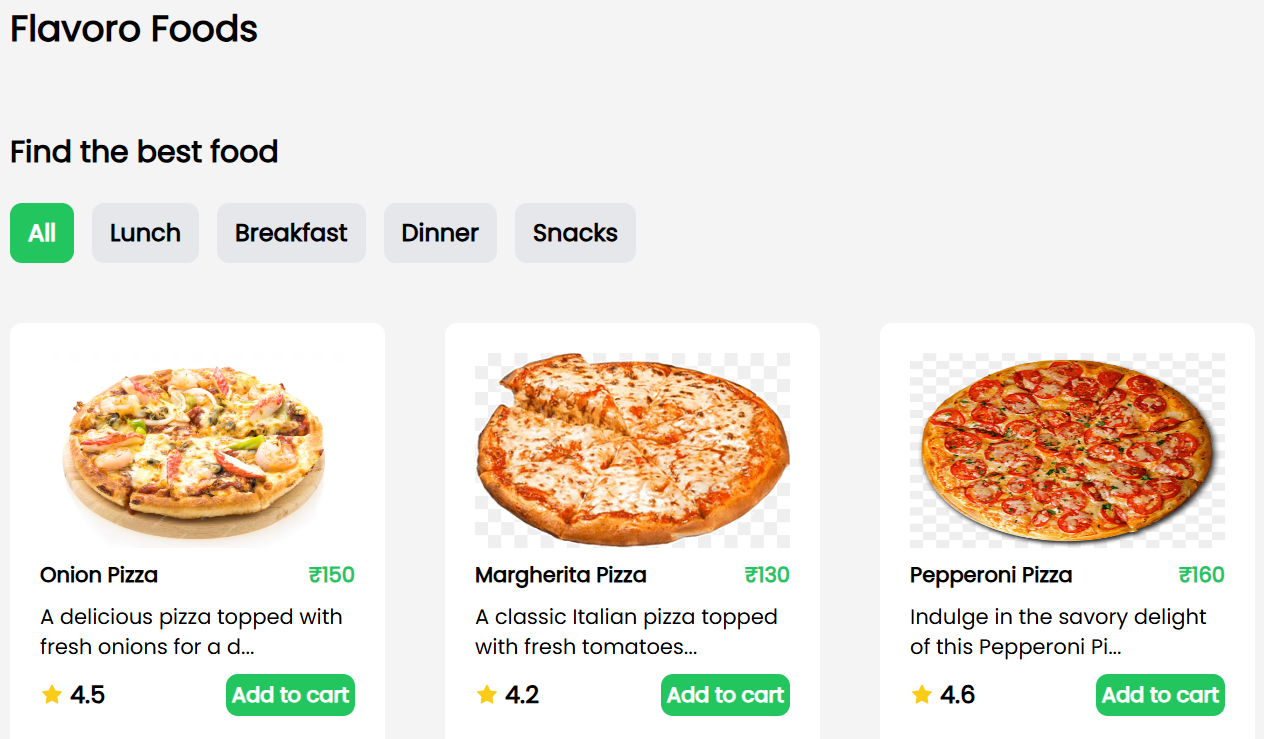 Flavoro Foods
Find the best food
All
Lunch
Breakfast
Dinner
Snacks
Onion Pizza
₹150
A delicious pizza topped with
fresh onions for a d...
4.5
Add to cart
Margherita Pizza
₹130
A classic Italian pizza topped
with fresh tomatoes...
4.2
Add to cart
Pepperoni Pizza
₹160
Indulge in the savory delight
of this Pepperoni Pi...
4.6
Add to cart